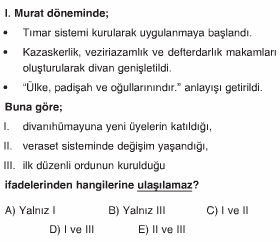 I. Murat döneminde;
• Tımar sistemi kurularak uygulanmaya başlandı.
• Kazaskerlik, veziriazamlık ve defterdarlık makamları
oluşturularak divan genişletildi.
• “Ülke, padişah ve oğullarınındır.” anlayışı getirildi.
Buna göre;
I. divanıhümayuna yeni üyelerin katıldığı,
II. veraset sisteminde değişim yaşandığı,
III. ilk düzenli ordunun kurulduğu
ifadelerinden hangilerine ulaşılamaz?
A) Yalnız I B) Yalnız III C) I ve II
D) I ve III E) II ve III